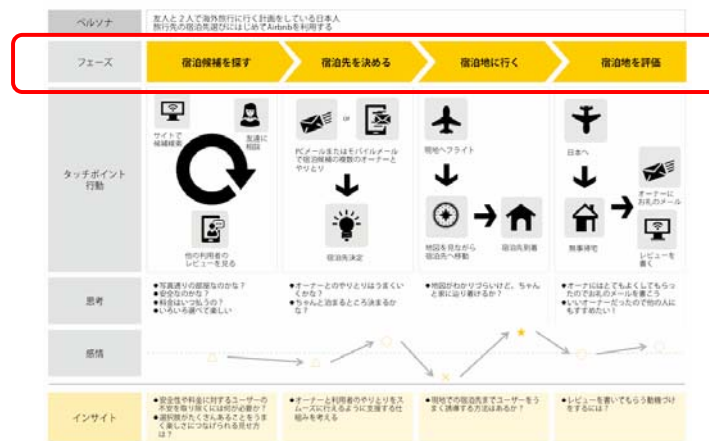 ペルソナ
友人と2人で海外旅行に行く計画をしている日本人
旅行先の宿泊先選びにはじめてAirbnbを利用する
フェーズ
宿泊候補を探す
宿泊先を決める
宿泊地に行く
宿泊地を評価
タッチポイント
行動
サイトで
候補検索
友達に
相談
他の利用者の
レビューを見る
OR
PCメールまたはモバイルメール
で宿泊候補の複数のオーナーと
やりとり
宿泊先決定
現地へフライト
地図を見ながら
宿泊先へ移動
宿泊先到着
日本へ
無事帰宅
オーナーに
お礼のメール
レビューを
書く
思考
●写真通りの部屋なのかな？
●安全なのかな？
●料金はいつ払うの？
●いろいろ選べて楽しい
●オーナーとのやりとりはうまくい
くかな？
●ちゃんと泊まるところ決まるか
な？
●地図がわかりづらいけど、ちゃん
と家に辿り着けるか？
●オーナにはとてもよくしてもらっ
たのでお礼のメールを書こう
●いいオーナーだったので他の人に
もすすめたい！
感情
インサイト
●安全性や料金に対するユーザーの
不安を取り除くには何が必要か？
●選択肢がたくさんあることをうま
く楽しさにつなげられる見せ方
は？
●オーナーと利用者のやりとりをス
ムーズに行えるように支援する仕
組みを考える
●現地での宿泊先までユーザーをう
まく誘導する方法はあるか？
●レビューを書いてもらう動機づけ
をするには？